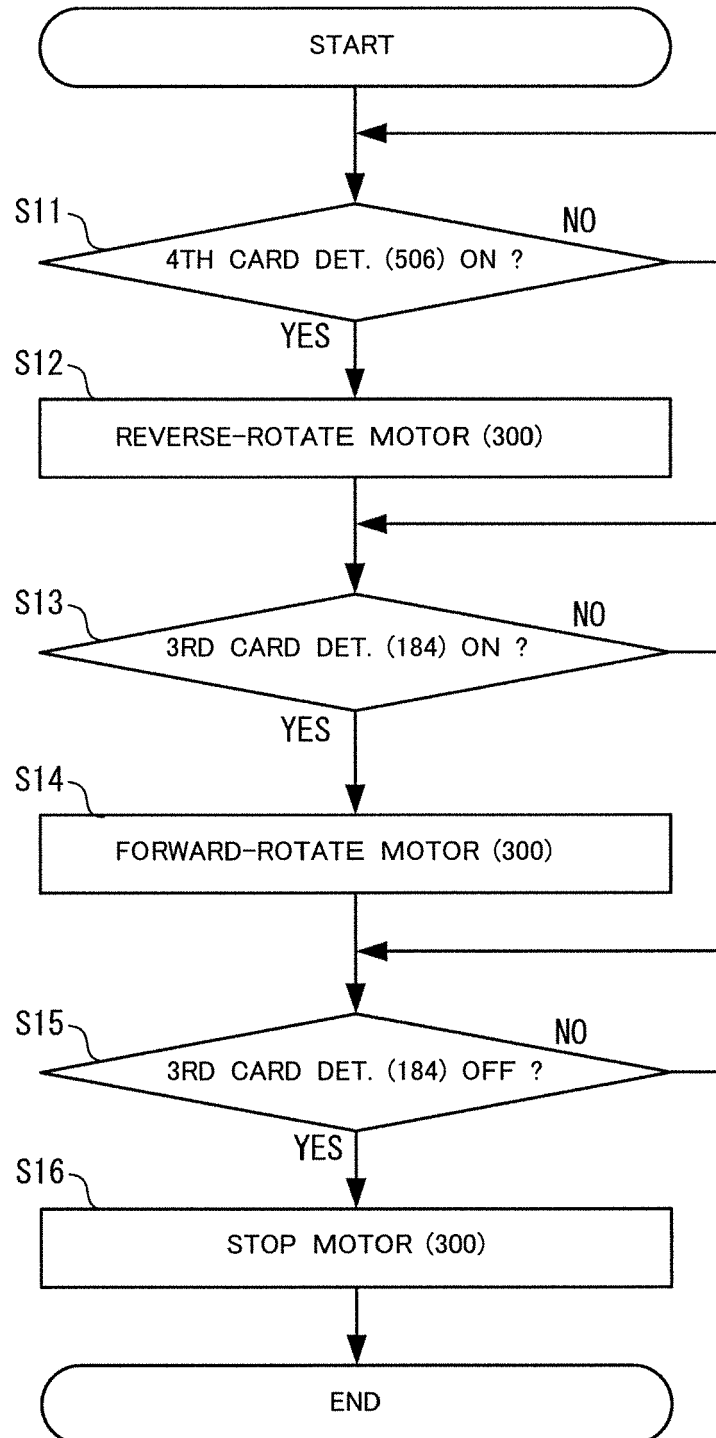 START
S11
NO
4TH CARD DET. (506) ON ?
YES
S12
REVERSE-ROTATE MOTOR (300)
S13
NO
3RD CARD DET. (184) ON ?
YES
S14
FORWARD-ROTATE MOTOR (300)
S15
NO
3RD CARD DET. (184) OFF ?
YES
S16
STOP MOTOR (300)
END